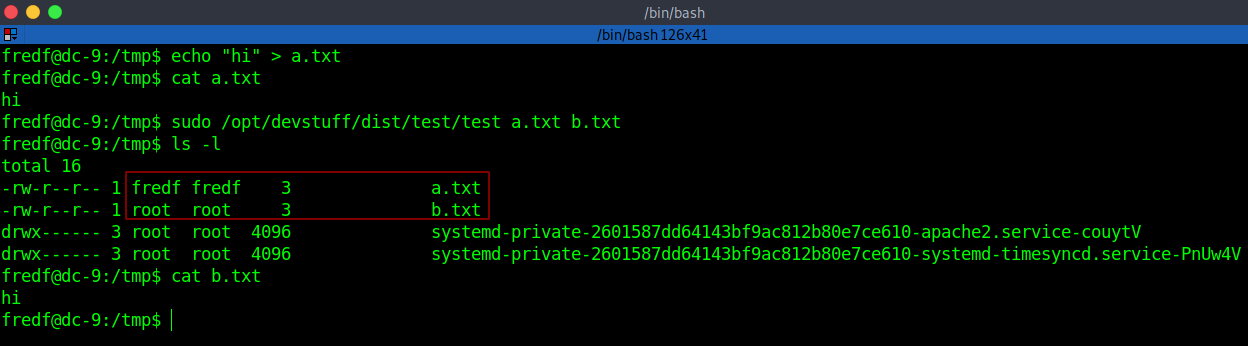 /bin/bash
/bin/bash 126x41
fredf@dc-9:/tmp$ echo "hi" > a.txt
fredf@dc-9:/tmp$ cat a.txt
hi
fredf@dc-9:/tmp$ sudo /opt/devstuff/dist/test/test a.txt b.txt
fredf@dc-9:/tmp$ ls -l
total 16
-rw-r--r-- 1 fredf fredf    3              a.txt
-rw-r--r-- 1 root  root     3              b.txt
drwx------ 3 root  root  4096              systemd-private-2601587dd64143bf9ac812b80e7ce610-apache2.service-couytV
drwx------ 3 root  root  4096              systemd-private-2601587dd64143bf9ac812b80e7ce610-systemd-timesyncd.service-PnUw4V
fredf@dc-9:/tmp$ cat b.txt
hi
fredf@dc-9:/tmp$